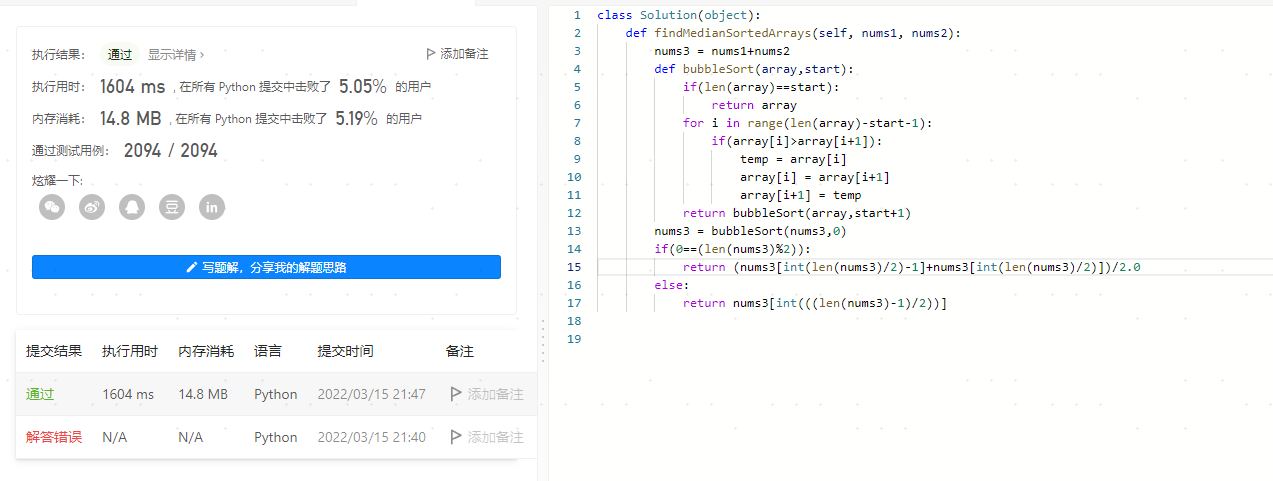 执行结果： 通过 显示详情 › 添加备注
执行用时： 1604 ms , 在所有 Python 提交中击败了 5.05% 的用户
内存消耗： 14.8 MB , 在所有 Python 提交中击败了 5.19% 的用户
通过测试用例： 2094 / 2094
炫耀一下:
豆 in
写题解，分享我的解题思路
提交结果 执行用时 内存消耗 语言 提交时间 备注
通过 1604 ms 14.8 MB Python 2022/03/15 21:47 添加备注
解答错误 N/A N/A Python 2022/03/15 21:40 添加备注
1 class Solution(object):
2     def findMedianSortedArrays(self, nums1, nums2):
3         nums3 = nums1+nums2
4         def bubbleSort(array,start):
5             if(len(array)==start):
6                 return array
7             for i in range(len(array)-start-1):
8                 if(array[i]>array[i+1]):
9                     temp = array[i]
10                     array[i] = array[i+1]
11                     array[i+1] = temp
12             return bubbleSort(array,start+1)
13         nums3 = bubbleSort(nums3,0)
14         if(0==(len(nums3)%2)):
15             return (nums3[int(len(nums3)/2)-1]+nums3[int(len(nums3)/2)])/2.0
16         else:
17             return nums3[int(((len(nums3)-1)/2))]
18
19